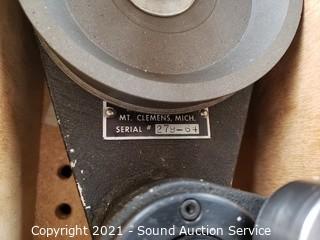 MT. CLEMENS, MICH.
SERIAL # 279-64
Copyright 2021 - Sound Auction Service